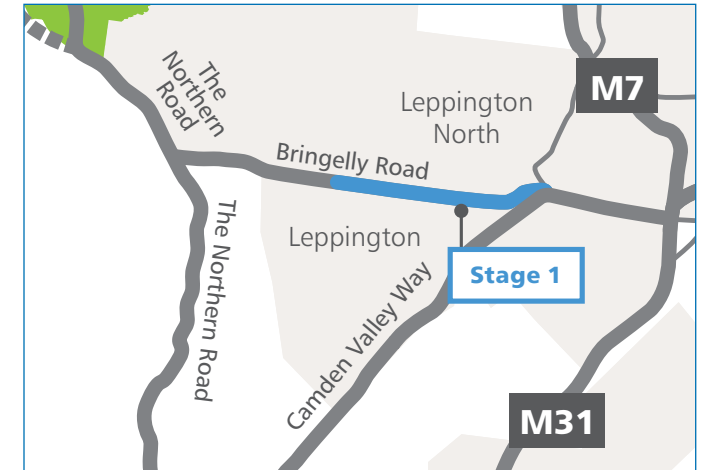 The
Northern
Road
M7
Leppington
North
Bringelly Road
The Northern Road
Leppington
Stage 1
Camden Valley Way
M31